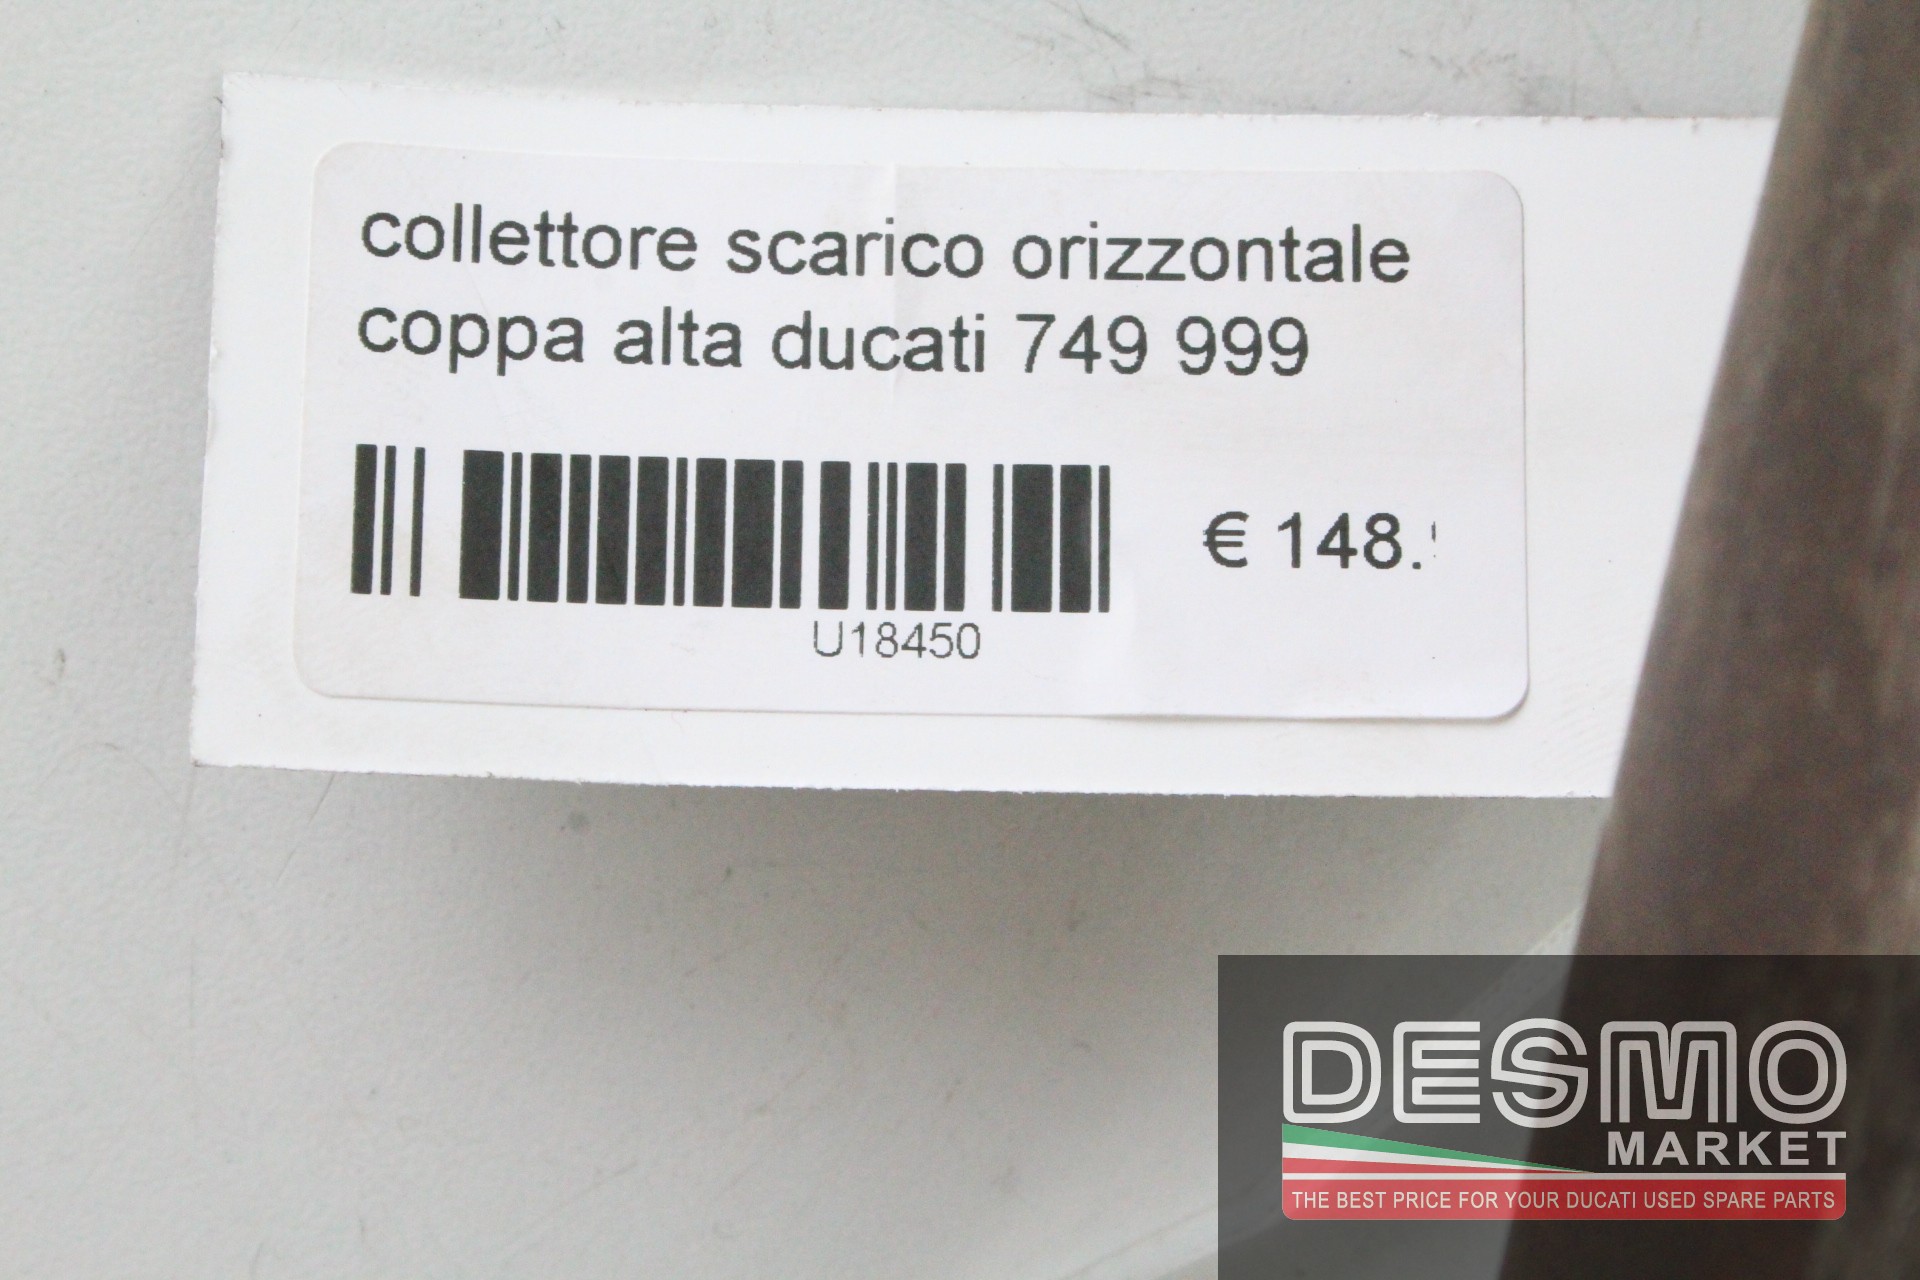 collettore scarico orizzontale
coppa alta ducati 749 999
€ 148.
U18450
DESMO
MARKET
THE BEST PRICE FOR YOUR DUCATI USED SPARE PARTS